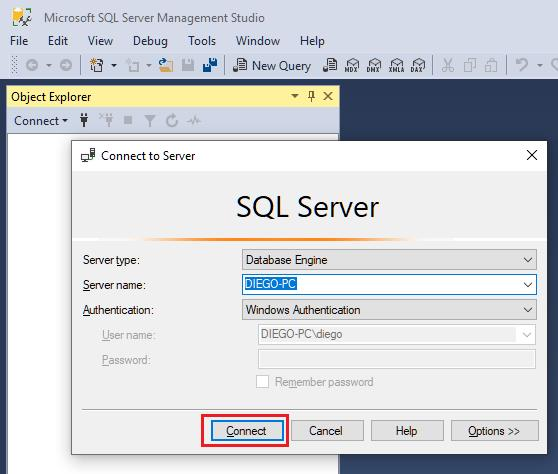 Microsoft SQL Server Management Studio
File Edit View Debug Tools Window Help
New Query MDX DMX XMLA DAX
Object Explorer
Connect
Connect to Server
SQL Server
Server type: Database Engine
Server name: DIEGO-PC
Authentication: Windows Authentication
User name: DIEGO-PC\diego
Password:
Remember password
Connect Cancel Help Options >>